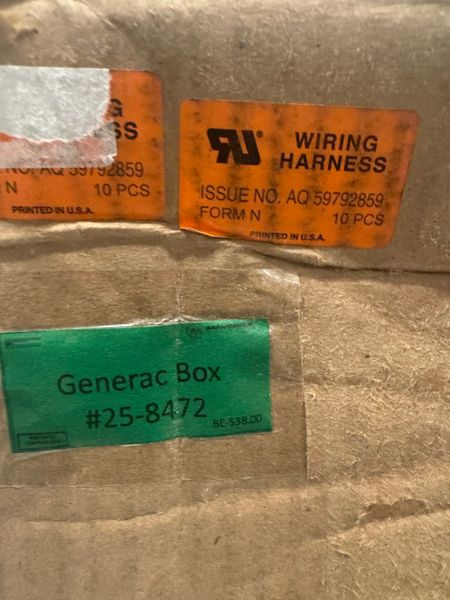 G
SS
NO. AQ 59792859
N 10 PCS
PRINTED IN U.S.A.
WIRING
HARNESS
ISSUE NO. AQ 59792859
FORM N 10 PCS
PRINTED IN U.S.A.
Generac Box
#25-8472
BE-538.00